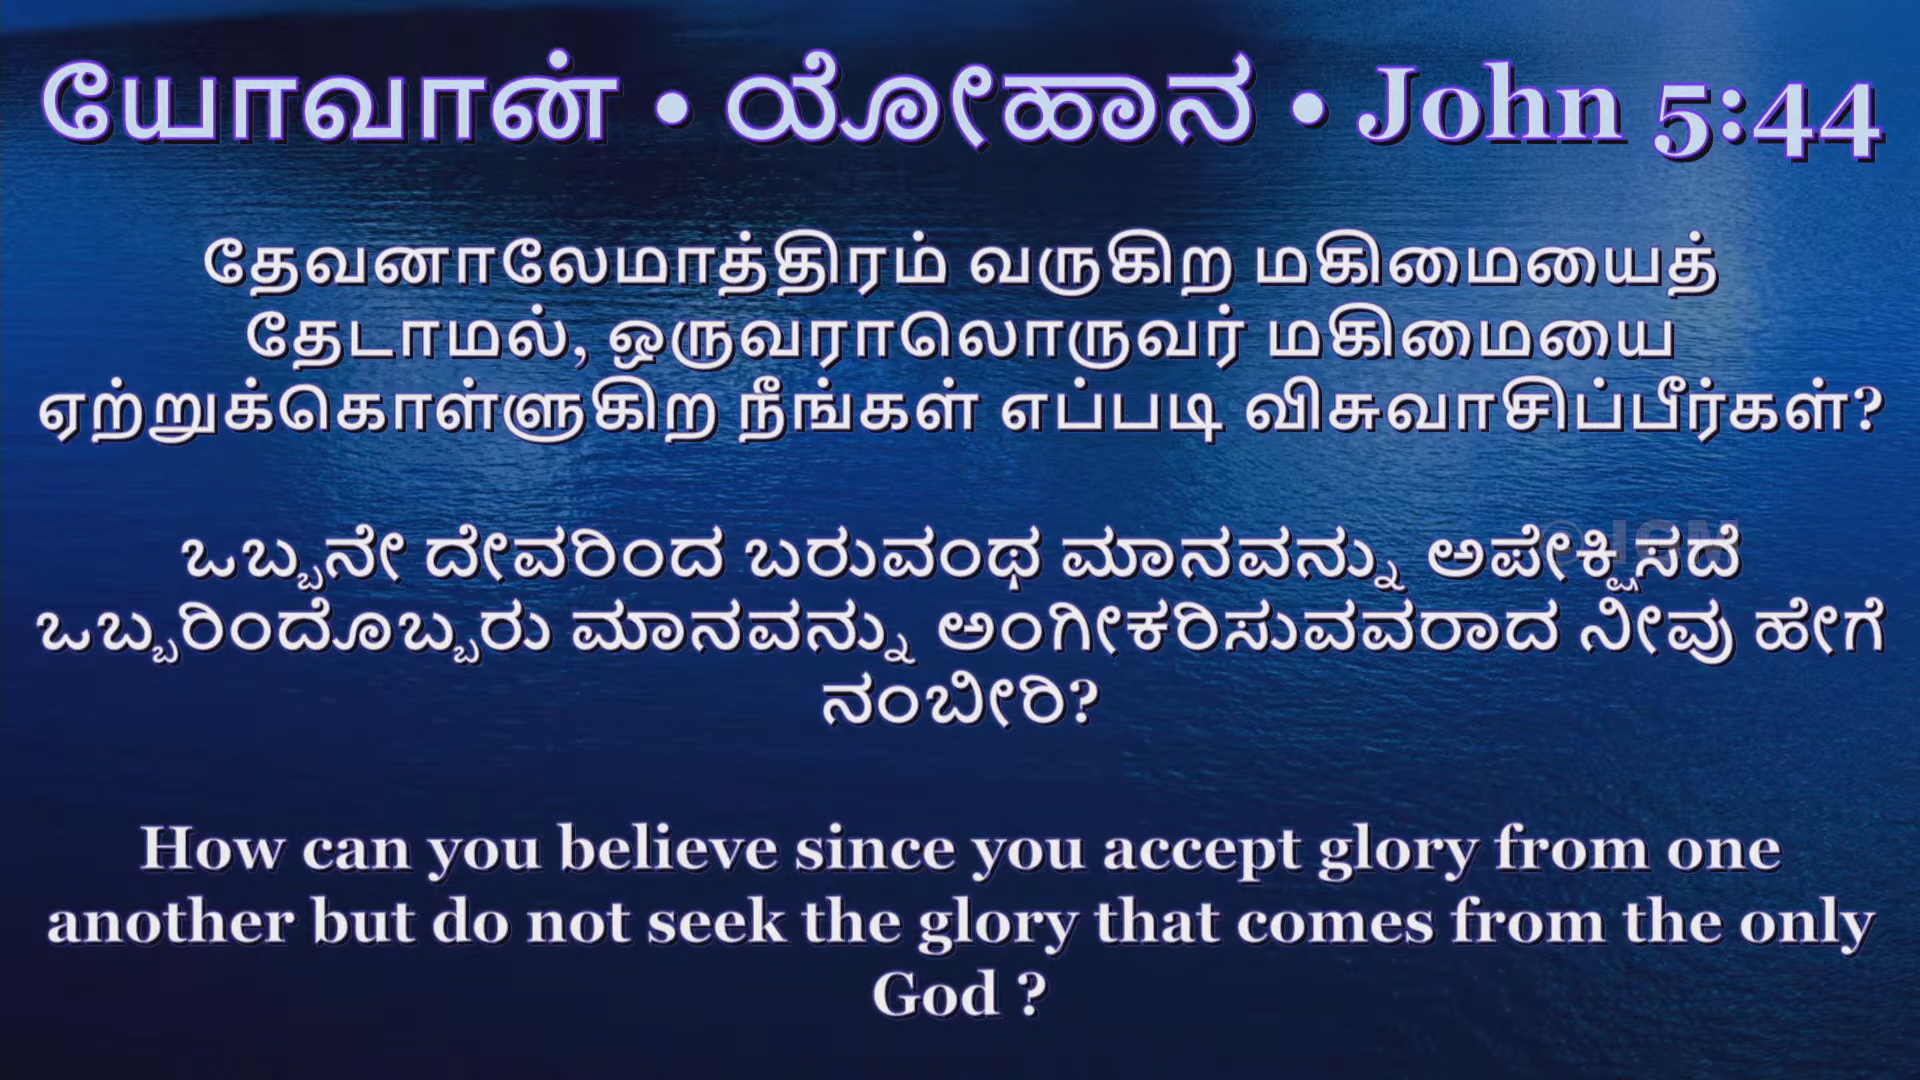 யோவான் • ಯೋಹಾನ • John 5:44
தேவனாலேமாத்திரம் வருகிற மகிமையைத்
தேடாமல், ஒருவராலொருவர் மகிமையை
ஏற்றுக்கொள்ளுகிற நீங்கள் எப்படி விசுவாசிப்பீர்கள்?
ಒಬ್ಬನೇ ದೇವರಿಂದ ಬರುವಂಥ ಮಾನವನ್ನು ಅಪೇಕ್ಷಿಸದೆ
ಒಬ್ಬರಿಂದೊಬ್ಬರು ಮಾನವನ್ನು ಅಂಗೀಕರಿಸುವವರಾದ ನೀವು ಹೇಗೆ
ನಂಬೀರಿ?
How can you believe since you accept glory from one
another but do not seek the glory that comes from the only
God ?